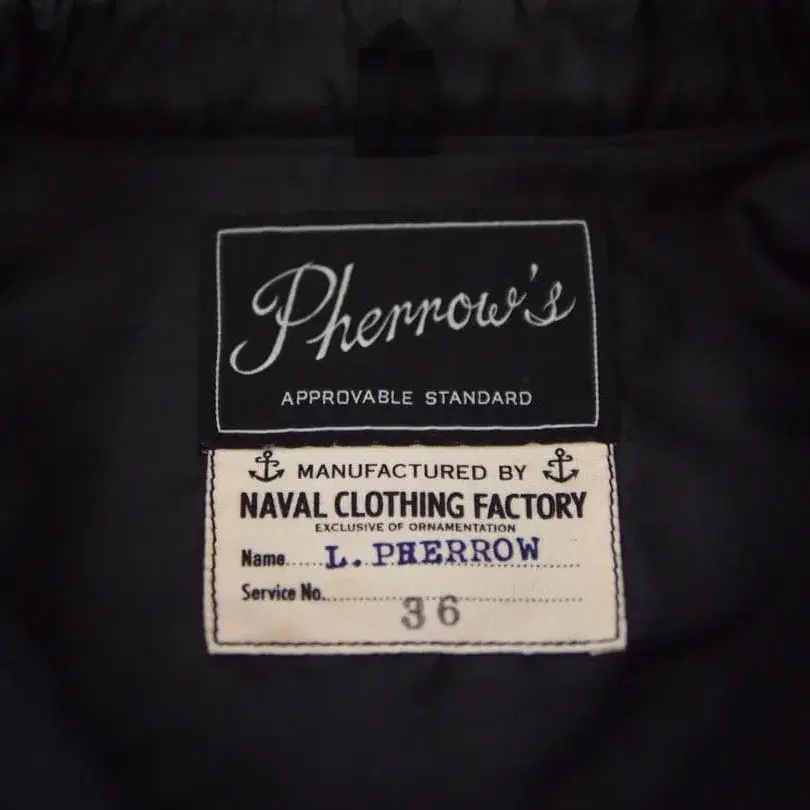 Pherrow's
APPROVABLE STANDARD
MANUFACTURED BY
NAVAL CLOTHING FACTORY
EXCLUSIVE OF ORNAMENTATION
Name......L. PHERROW
Service No....36